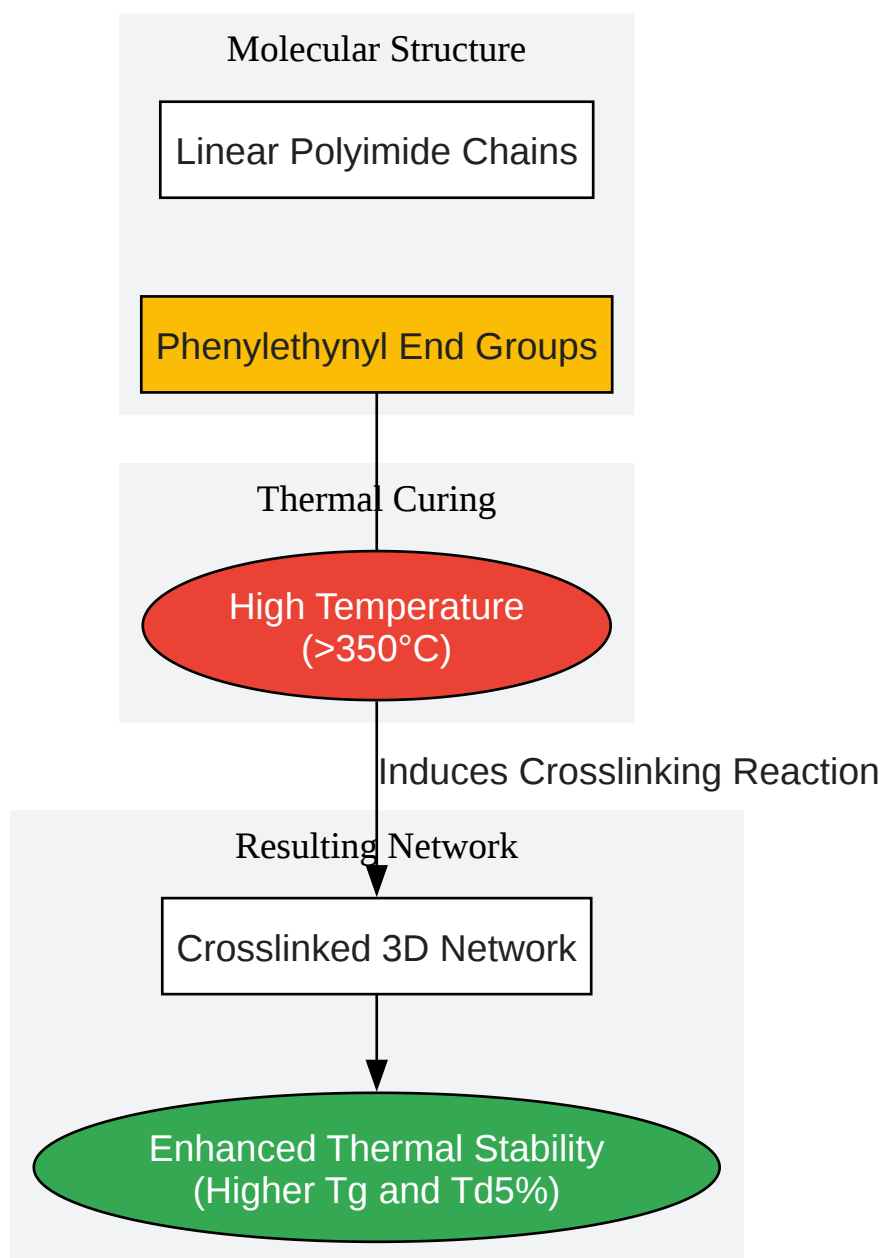 Molecular Structure
Linear Polyimide Chains
Phenylethynyl End Groups
Thermal Curing
High Temperature
(>350°C)
Induces Crosslinking Reaction
Resulting Network
Crosslinked 3D Network
Enhanced Thermal Stability
(Higher Tg and Td5%)